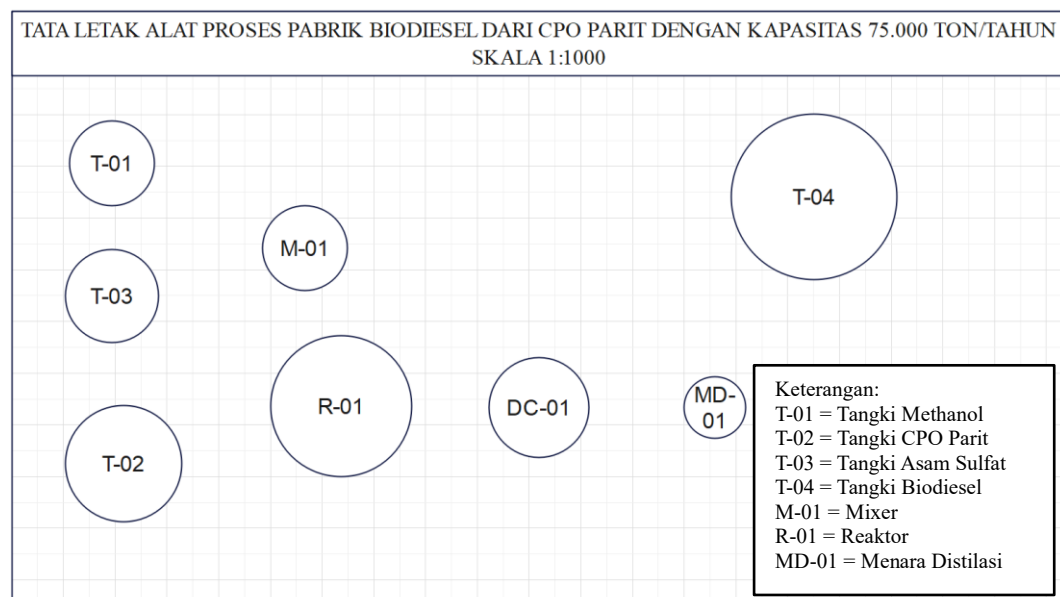 TATA LETAK ALAT PROSES PABRIK BIODIESEL DARI CPO PARIT DENGAN KAPASITAS 75.000 TON/TAHUN
SKALA 1:1000
T-01
T-04
M-01
T-03
R-01
DC-01
MD-
01
T-02
Keterangan:
T-01 = Tangki Methanol
T-02 = Tangki CPO Parit
T-03 = Tangki Asam Sulfat
T-04 = Tangki Biodiesel
M-01 = Mixer
R-01 = Reaktor
MD-01 = Menara Distilasi